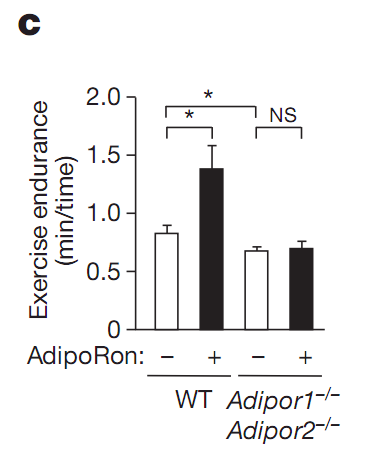 c
Exercise endurance
(min/time)
2.0
1.5
1.0
0.5
0
*
*
NS
AdipoRon: – + – +
WT Adipor1⁻/⁻
Adipor2⁻/⁻